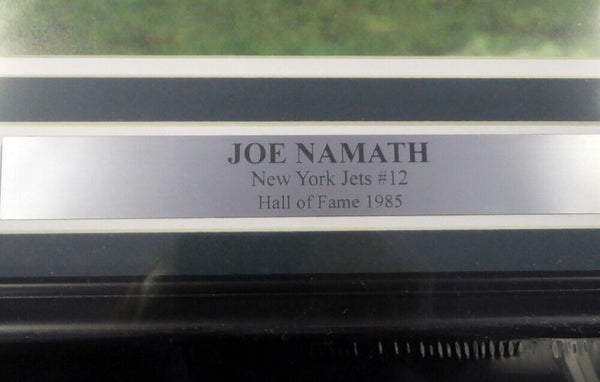 JOE NAMATH
New York Jets #12
Hall of Fame 1985